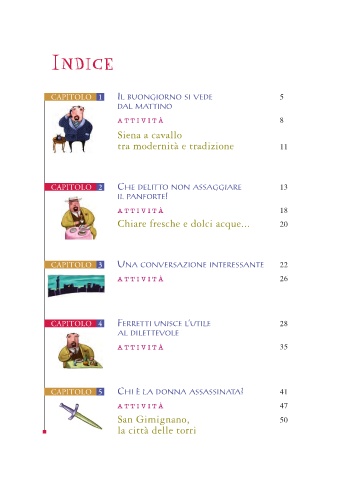 INDICE
CAPITOLO 1 IL BUONGIORNO SI VEDE 5
DAL MATTINO
ATTIVITÀ 8
Siena a cavallo
tra modernità e tradizione 11
CAPITOLO 2 CHE DELITTO NON ASSAGGIARE 13
IL PANFORTE!
ATTIVITÀ 18
Chiare fresche e dolci acque... 20
CAPITOLO 3 UNA CONVERSAZIONE INTERESSANTE 22
ATTIVITÀ 26
CAPITOLO 4 FERRETTI UNISCE L'UTILE 28
AL DILETTEVOLE
ATTIVITÀ 35
CAPITOLO 5 CHI È LA DONNA ASSASSINATA? 41
ATTIVITÀ 47
San Gimignano, 50
la città delle torri